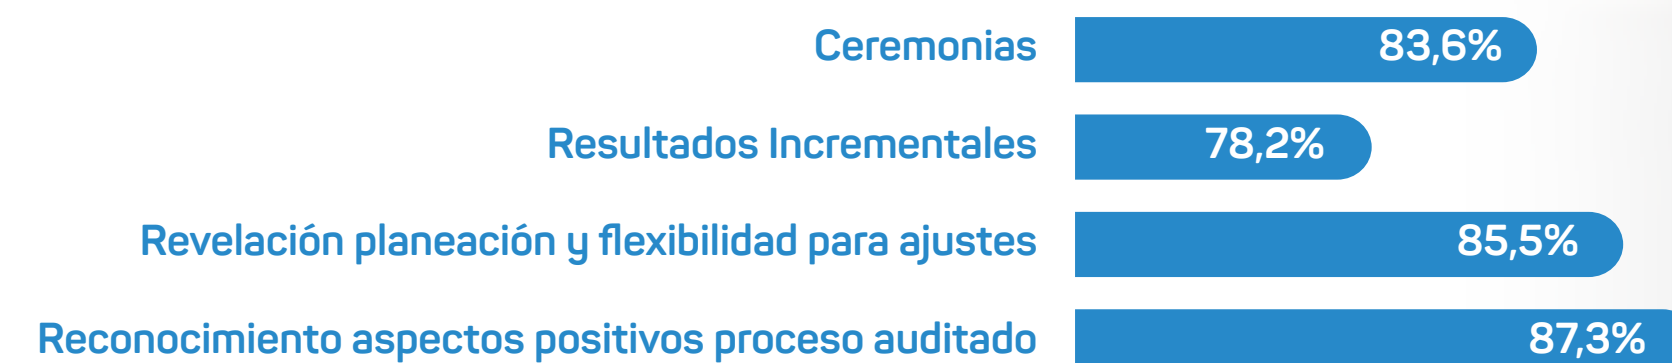 Ceremonias 83,6%
Resultados Incrementales 78,2%
Revelación planeación y flexibilidad para ajustes 85,5%
Reconocimiento aspectos positivos proceso auditado 87,3%